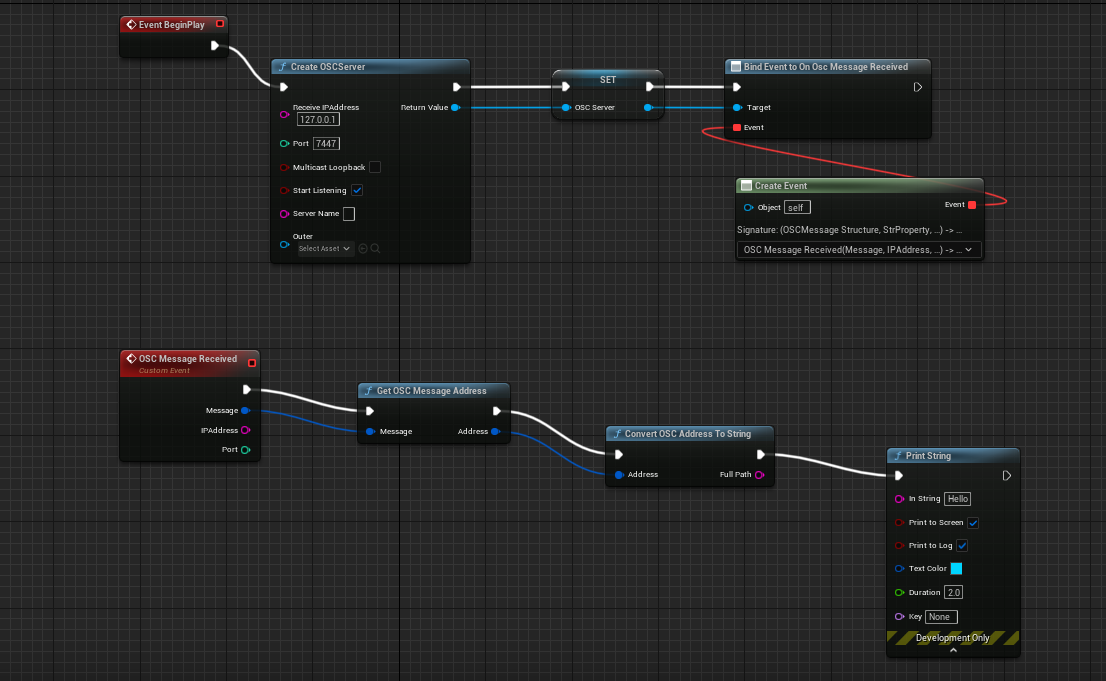 Event BeginPlay
Create OSCServer
Receive IPAddress
127.0.0.1
Return Value
Port 7447
Multicast Loopback
Start Listening
Server Name
Outer
Select Asset
SET
OSC Server
Bind Event to On Osc Message Received
Target
Event
Create Event
Object self
Event
Signature: (OSCMessage Structure, StrProperty, ...) -> ...
OSC Message Received(Message, IPAddress, ...) -> ...
OSC Message Received
Custom Event
Message
IPAddress
Port
Get OSC Message Address
Message
Address
Convert OSC Address To String
Address
Full Path
Print String
In String Hello
Print to Screen
Print to Log
Text Color
Duration 2.0
Key None
Development Only